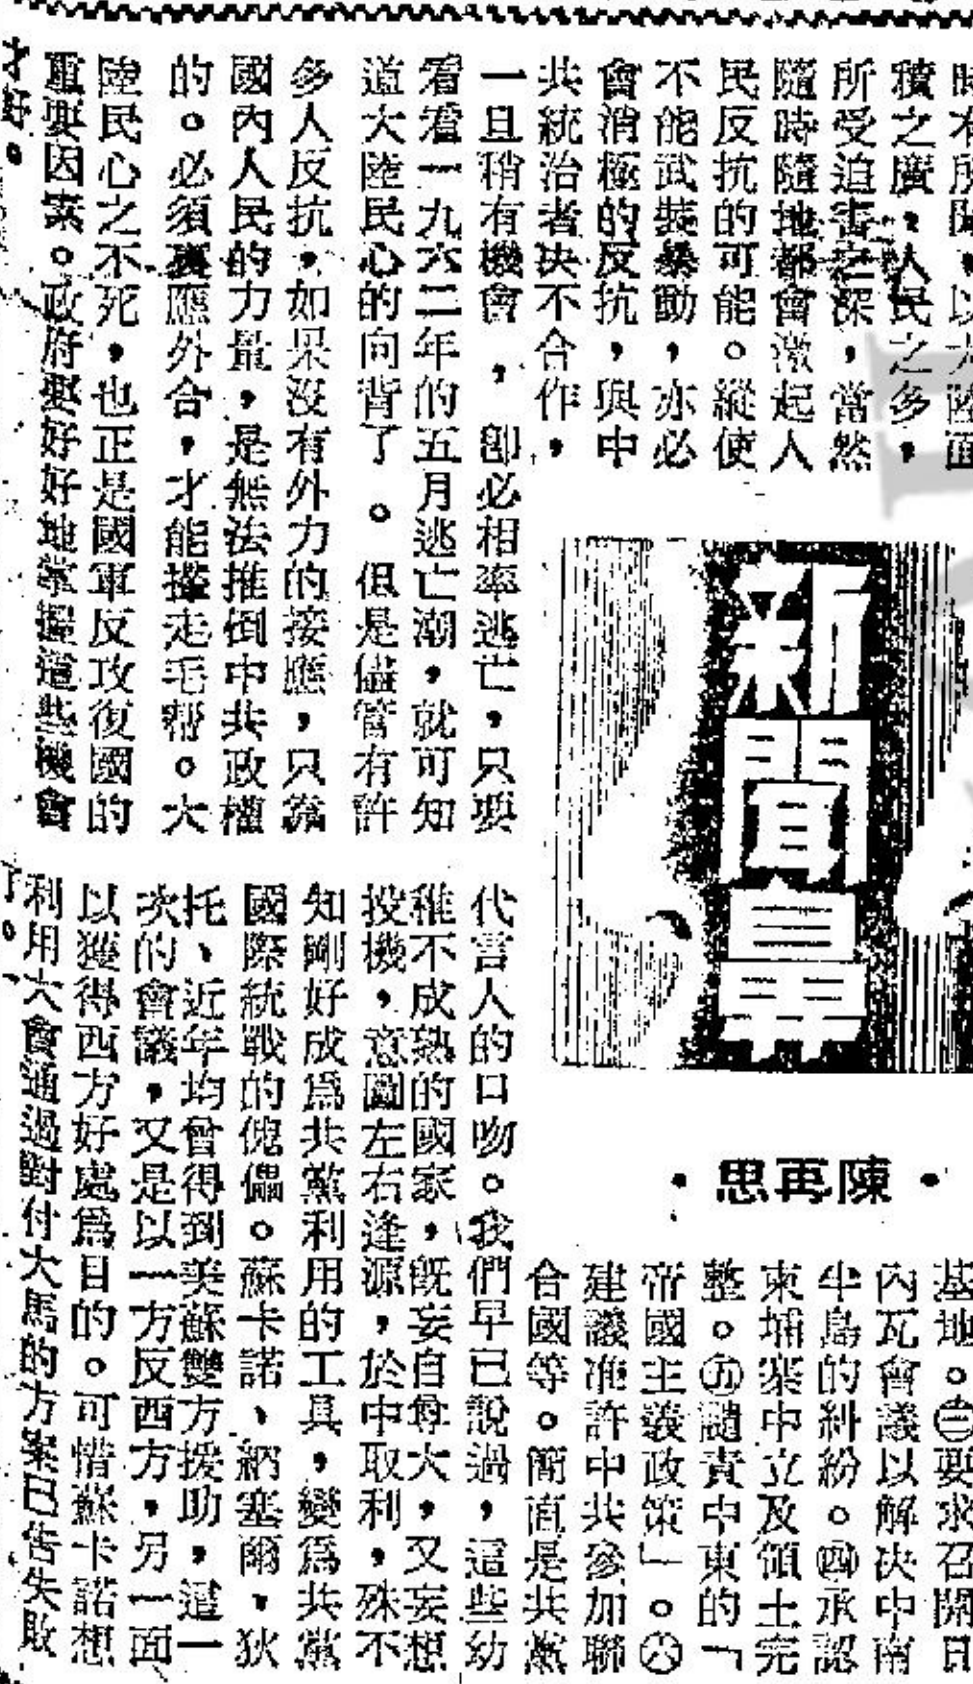 時本所聞，以大陸面
積之廣，人民之多，
所受迫害之深，當然
隨時隨地都會激起人
民反抗的可能。縱使
不能武裝暴動，亦必
會消極的反抗，與中
共統治者决不合作，
一旦稍有機會，卽必相率逃亡，只要
看看一九六二年的五月逃亡潮，就可知
道大陸民心的向背了。但是儘管有許
多人反抗，如果沒有外力的接應，只靠
國內人民的力量，是無法推倒中共政權
的。必須裏應外合，才能摧走毛帮。大
陸民心之不死，也正是國軍反攻復國的
重要因素。政府要好好地掌握這些機會
才好。
新聞幕
・陳再思・
基地。㊂要求召開日
內瓦會議以解决中南
半島的糾紛。㊃承認
柬埔寨中立及領土完
整。㊄譴責中東的「
帝國主義政策」。㊅
建議准許中共參加聯
合國等。簡直是共黨
代言人的口吻。我們早已說過，這些幼
稚不成熟的國家，旣妄自尊大，又妄想
投機，意圖左右逢源，於中取利，殊不
知剛好成爲共黨利用的工具，變爲共黨
國際統戰的傀儡。蘇卡諾、納塞爾，狄
托、近年均曾得到美蘇雙方援助，這一
次的會議，又是以一方反西方，另一面
以獲得西方好處爲目的。可惜蘇卡諾想
利用大會通過對付大馬的方案已告失敗
了。